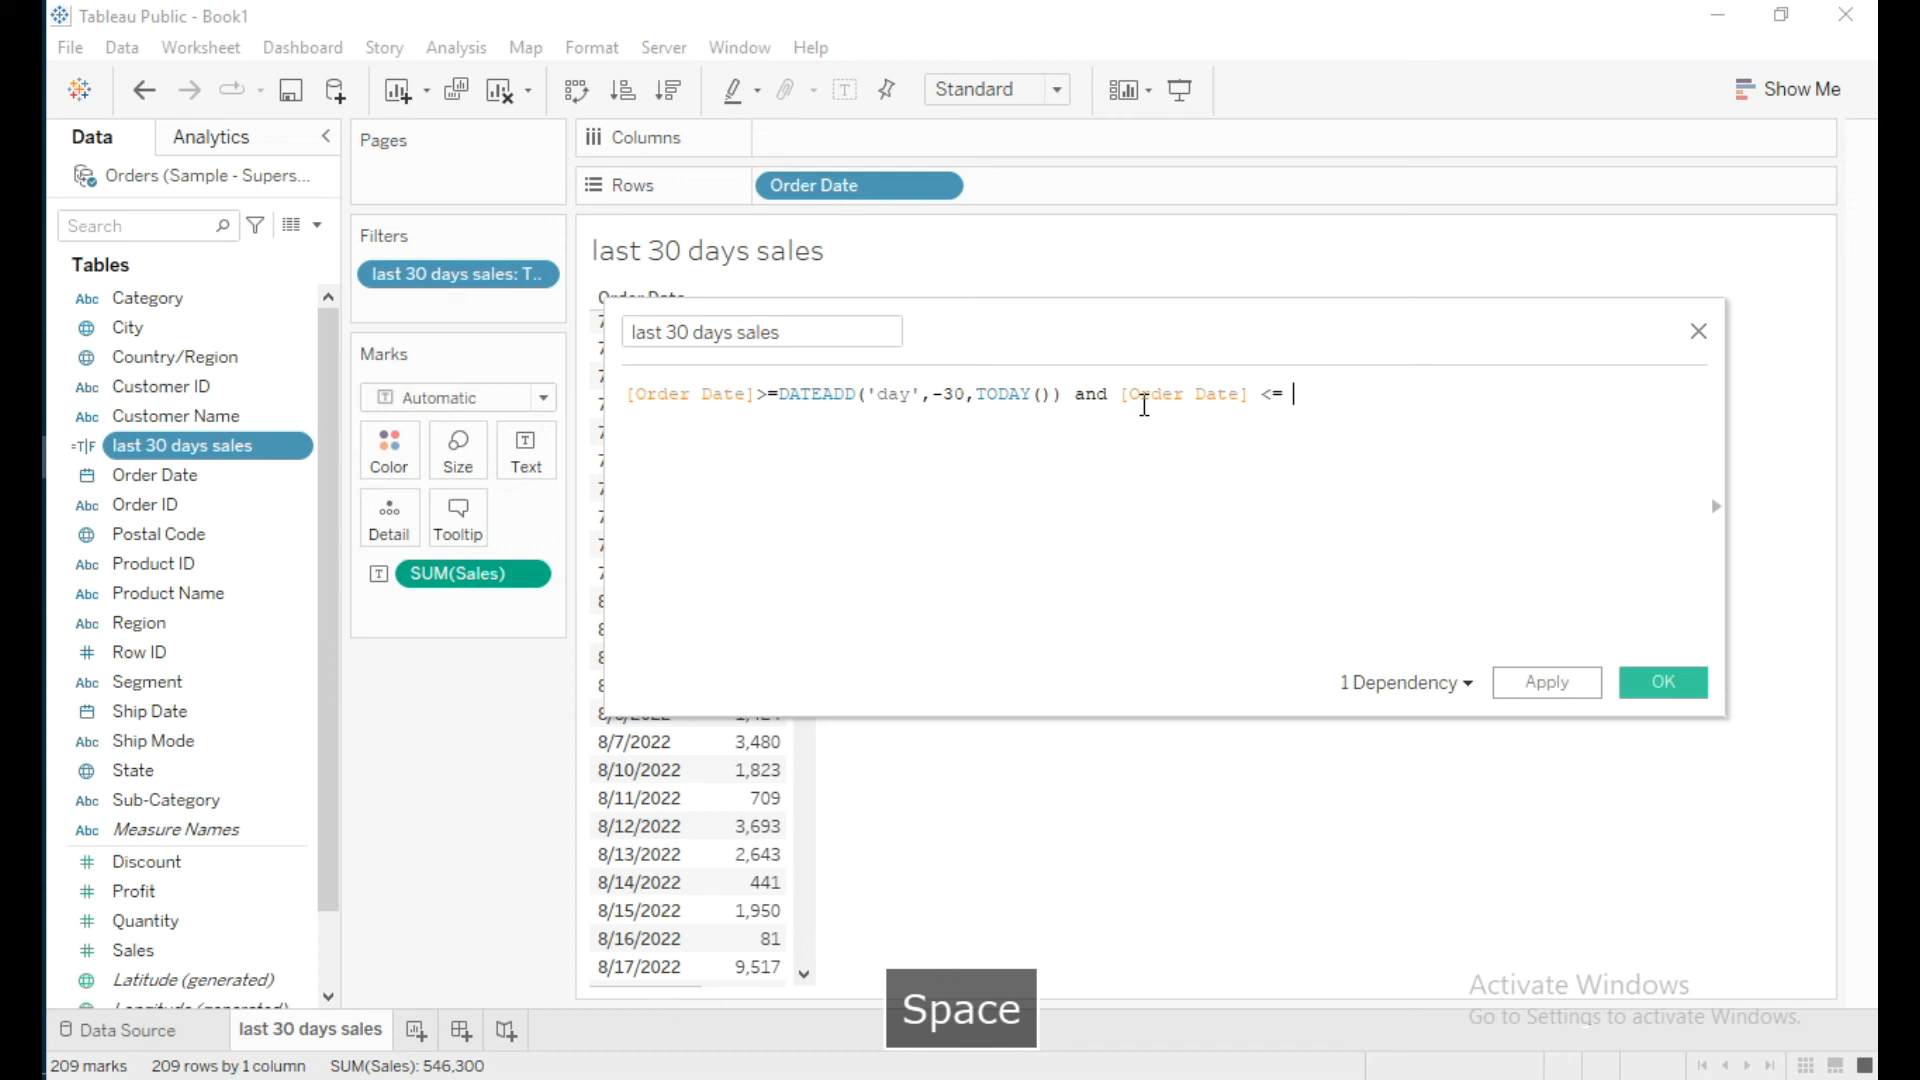 Tableau Public - Book1
File Data Worksheet Dashboard Story Analysis Map Format Server Window Help
Standard
Show Me
Data Analytics
Orders (Sample - Supers...
Search
Tables
Abc Category
City
Country/Region
Abc Customer ID
Abc Customer Name
=T|F last 30 days sales
Order Date
Abc Order ID
Postal Code
Abc Product ID
Abc Product Name
Abc Region
# Row ID
Abc Segment
Ship Date
Abc Ship Mode
State
Abc Sub-Category
Abc Measure Names
# Discount
# Profit
# Quantity
# Sales
Latitude (generated)
Longitude (generated)
Pages
Filters
last 30 days sales: T..
Marks
Automatic
Color Size Text
Detail Tooltip
SUM(Sales)
Columns
Rows Order Date
last 30 days sales
Order Date
last 30 days sales
[Order Date]>=DATEADD('day',-30,TODAY()) and [Order Date] <=
1 Dependency Apply OK
8/7/2022 3,480
8/10/2022 1,823
8/11/2022 709
8/12/2022 3,693
8/13/2022 2,643
8/14/2022 441
8/15/2022 1,950
8/16/2022 81
8/17/2022 9,517
Space
Activate Windows
Go to Settings to activate Windows.
Data Source last 30 days sales
209 marks 209 rows by 1 column SUM(Sales): 546,300